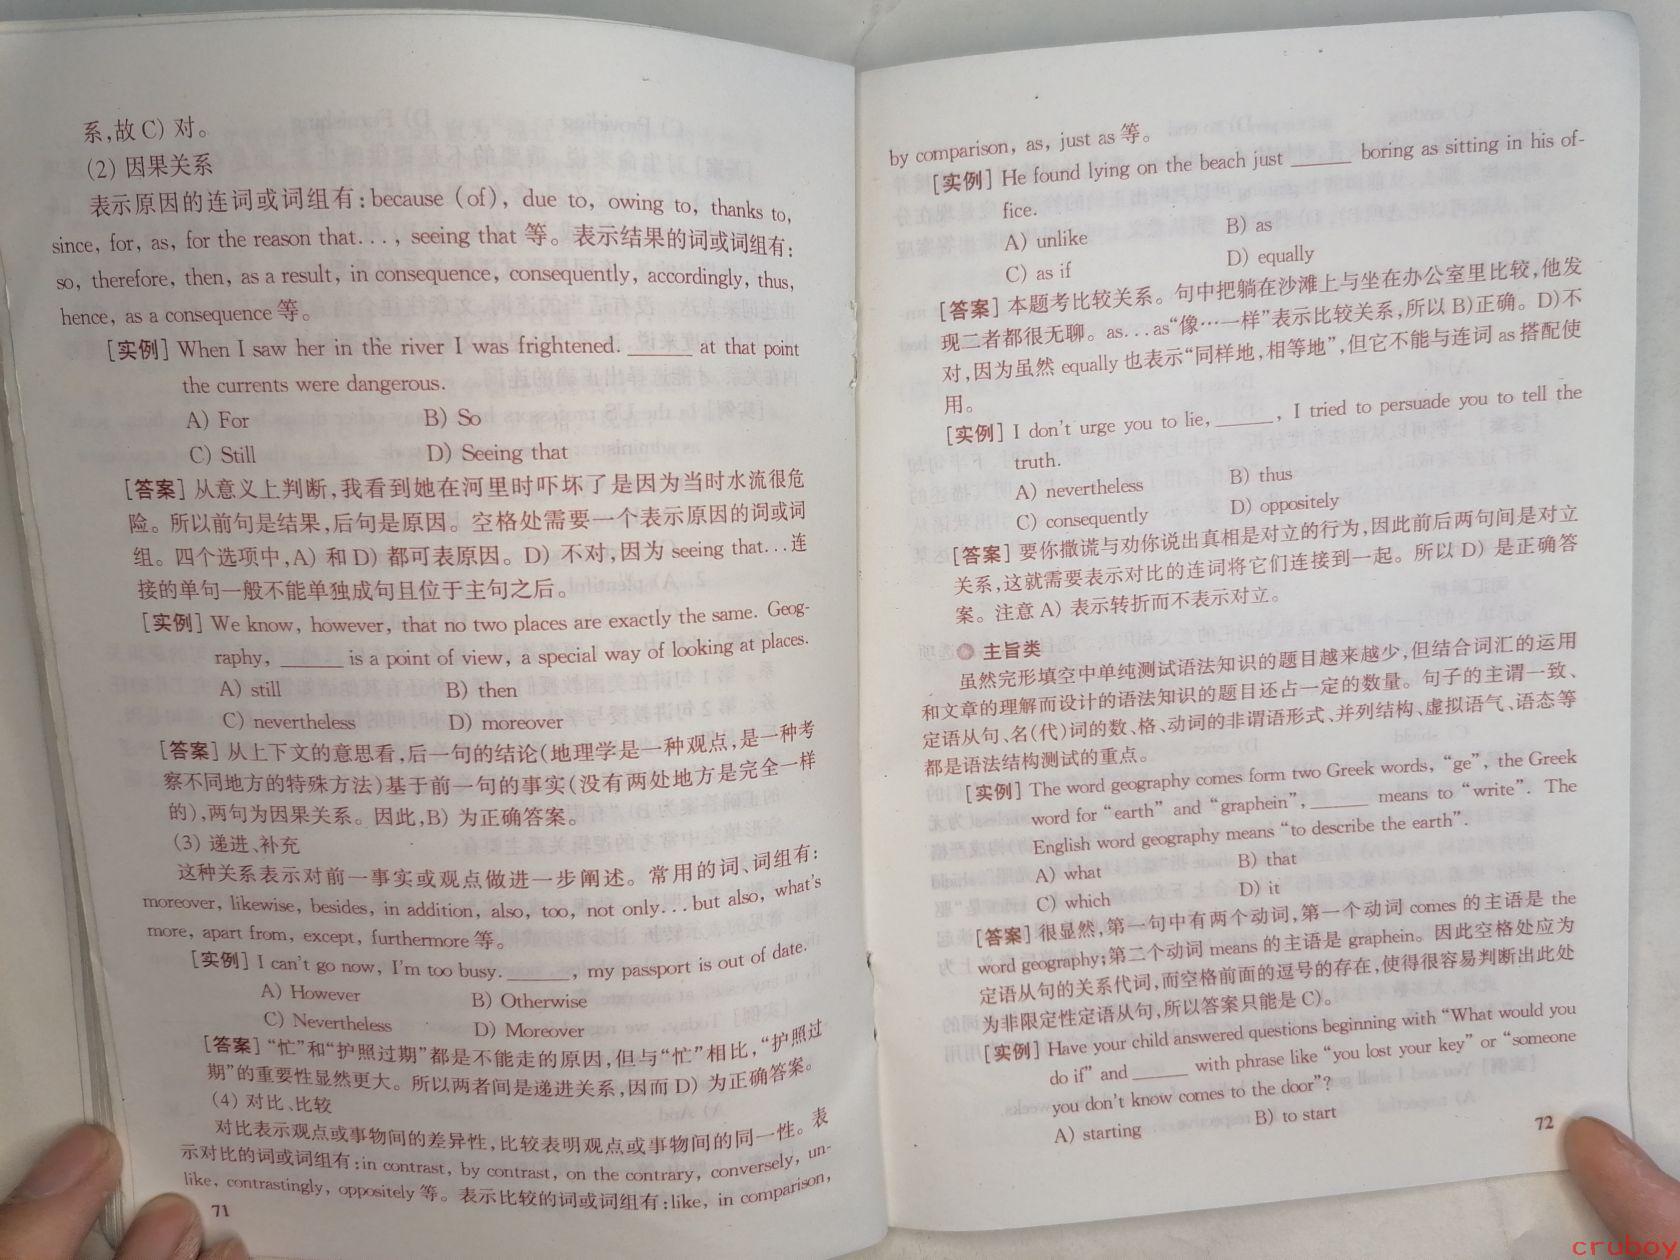 系,故C) 对。
(2) 因果关系
表示原因的连词或词组有:because (of), due to, owing to, thanks to,
since, for, as, for the reason that..., seeing that 等。表示结果的词或词组有:
so, therefore, then, as a result, in consequence, consequently, accordingly, thus,
hence, as a consequence 等。
[实例] When I saw her in the river I was frightened. ______ at that point
the currents were dangerous.
A) For B) So
C) Still D) Seeing that
[答案] 从意义上判断,我看到她在河里时吓坏了是因为当时水流很危
险。所以前句是结果,后句是原因。空格处需要一个表示原因的词或词
组。四个选项中,A) 和 D) 都可表原因。D) 不对,因为 seeing that...连
接的单句一般不能单独成句且位于主句之后。
[实例] We know, however, that no two places are exactly the same. Geog-
raphy, ______ is a point of view, a special way of looking at places.
A) still B) then
C) nevertheless D) moreover
[答案] 从上下文的意思看,后一句的结论(地理学是一种观点,是一种考
察不同地方的特殊方法)基于前一句的事实(没有两处地方是完全一样
的),两句为因果关系。因此,B) 为正确答案。
(3) 递进、补充
这种关系表示对前一事实或观点做进一步阐述。常用的词、词组有:
moreover, likewise, besides, in addition, also, too, not only...but also, what's
more, apart from, except, furthermore 等。
[实例] I can't go now, I'm too busy. ______, my passport is out of date.
A) However B) Otherwise
C) Nevertheless D) Moreover
[答案] “忙”和“护照过期”都是不能走的原因,但与“忙”相比,“护照过
期”的重要性显然更大。所以两者间是递进关系,因而 D) 为正确答案。
(4) 对比、比较
对比表示观点或事物间的差异性,比较表明观点或事物间的同一性。表
示对比的词或词组有:in contrast, by contrast, on the contrary, conversely, un-
like, contrastingly, oppositely 等。表示比较的词或词组有:like, in comparison,
71
by comparison, as, just as 等。
[实例] He found lying on the beach just ______ boring as sitting in his of-
fice.
A) unlike B) as
C) as if D) equally
[答案] 本题考比较关系。句中把躺在沙滩上与坐在办公室里比较,他发
现二者都很无聊。as...as“像…一样”表示比较关系,所以 B)正确。D)不
对,因为虽然 equally 也表示“同样地,相等地”,但它不能与连词 as 搭配使
用。
[实例] I don't urge you to lie, ______, I tried to persuade you to tell the
truth.
A) nevertheless B) thus
C) consequently D) oppositely
[答案] 要你撒谎与劝你说出真相是对立的行为,因此前后两句间是对立
关系,这就需要表示对比的连词将它们连接到一起。所以 D) 是正确答
案。注意 A) 表示转折而不表示对立。
主旨类
虽然完形填空中单纯测试语法知识的题目越来越少,但结合词汇的运用
和文章的理解而设计的语法知识的题目还占一定的数量。句子的主谓一致、
定语从句、名(代)词的数、格、动词的非谓语形式、并列结构、虚拟语气、语态等
都是语法结构测试的重点。
[实例] The word geography comes form two Greek words, “ge”, the Greek
word for “earth” and “graphein”, ______ means to “write”. The
English word geography means “to describe the earth”.
A) what B) that
C) which D) it
[答案] 很显然,第一句中有两个动词,第一个动词 comes 的主语是 the
word geography;第二个动词 means 的主语是 graphein。因此空格处应为
定语从句的关系代词,而空格前面的逗号的存在,使得很容易判断出此处
为非限定性定语从句,所以答案只能是 C)。
[实例] Have your child answered questions beginning with “What would you
do if” and ______ with phrase like “you lost your key” or “someone
you don't know comes to the door”?
A) starting B) to start
72
cruboy